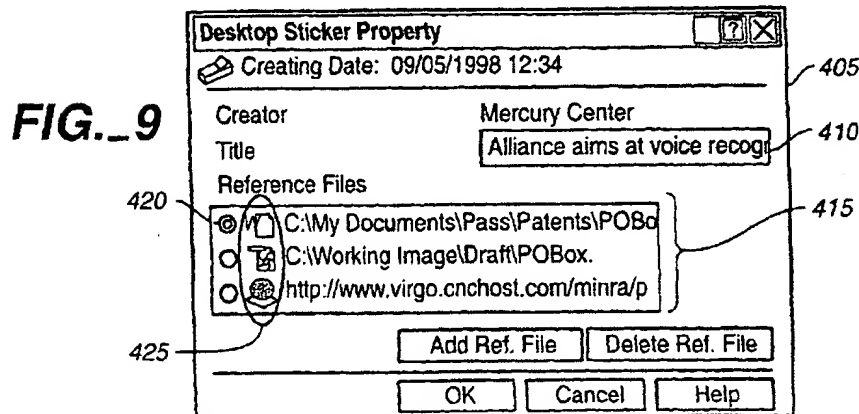 FIG._9
Desktop Sticker Property ?
Creating Date: 09/05/1998 12:34
405
Creator Mercury Center
Title Alliance aims at voice recogr
410
Reference Files
420
C:\My Documents\Pass\Patents\POBo
C:\Working Image\Draft\POBox.
http://www.virgo.cnchost.com/minra/p
415
425
Add Ref. File Delete Ref. File
OK Cancel Help